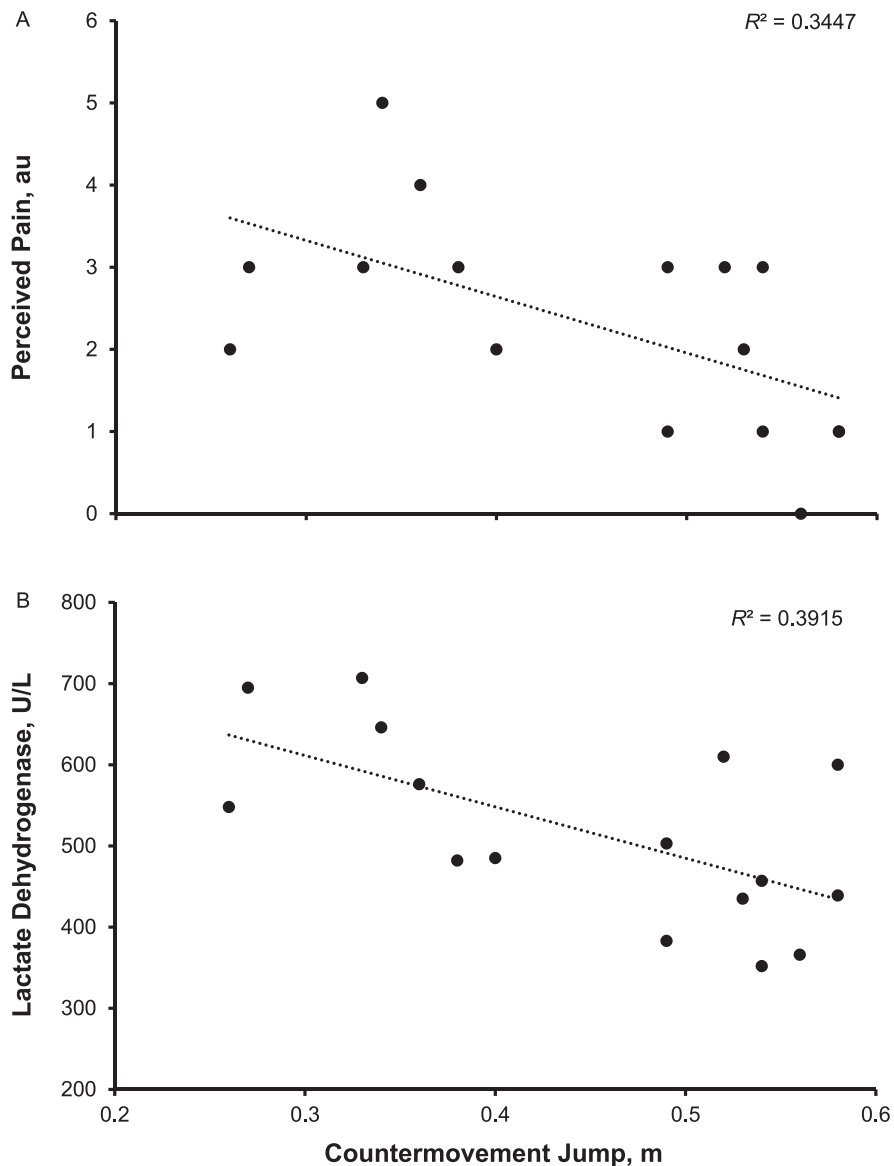 A
R² = 0.3447
6
5
4
3
2
1
0
Perceived Pain, au
B
R² = 0.3915
800
700
600
500
400
300
200
Lactate Dehydrogenase, U/L
0.2 0.3 0.4 0.5 0.6
Countermovement Jump, m